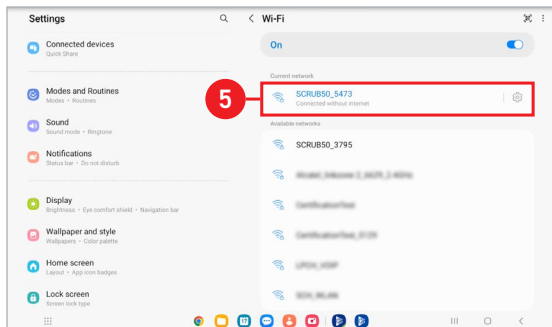 Settings
Connected devices
Quick Share
Modes and Routines
Modes • Routines
Sound
Sound mode • Ringtone
Notifications
Status bar • Do not disturb
Display
Brightness • Eye comfort shield • Navigation bar
Wallpaper and style
Wallpapers • Color palette
Home screen
Layout • App icon badges
Lock screen
Screen lock type
Wi-Fi
On
Current network
5
SCRUB50_5473
Connected without internet
Available networks
SCRUB50_3795